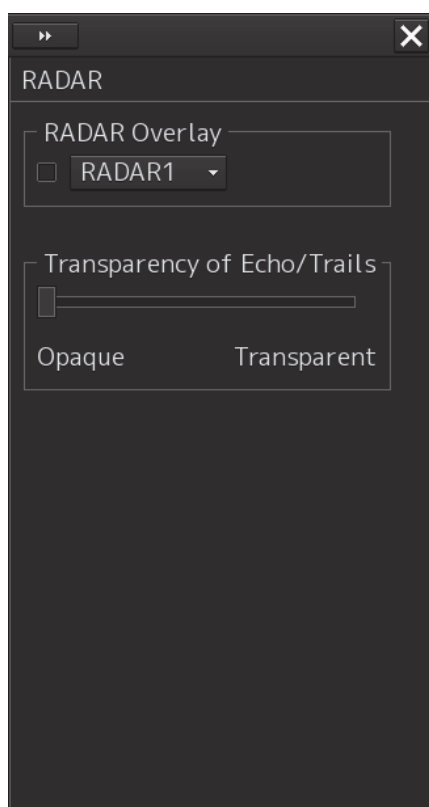 RADAR
RADAR Overlay
RADAR1
Transparency of Echo/Trails
Opaque Transparent